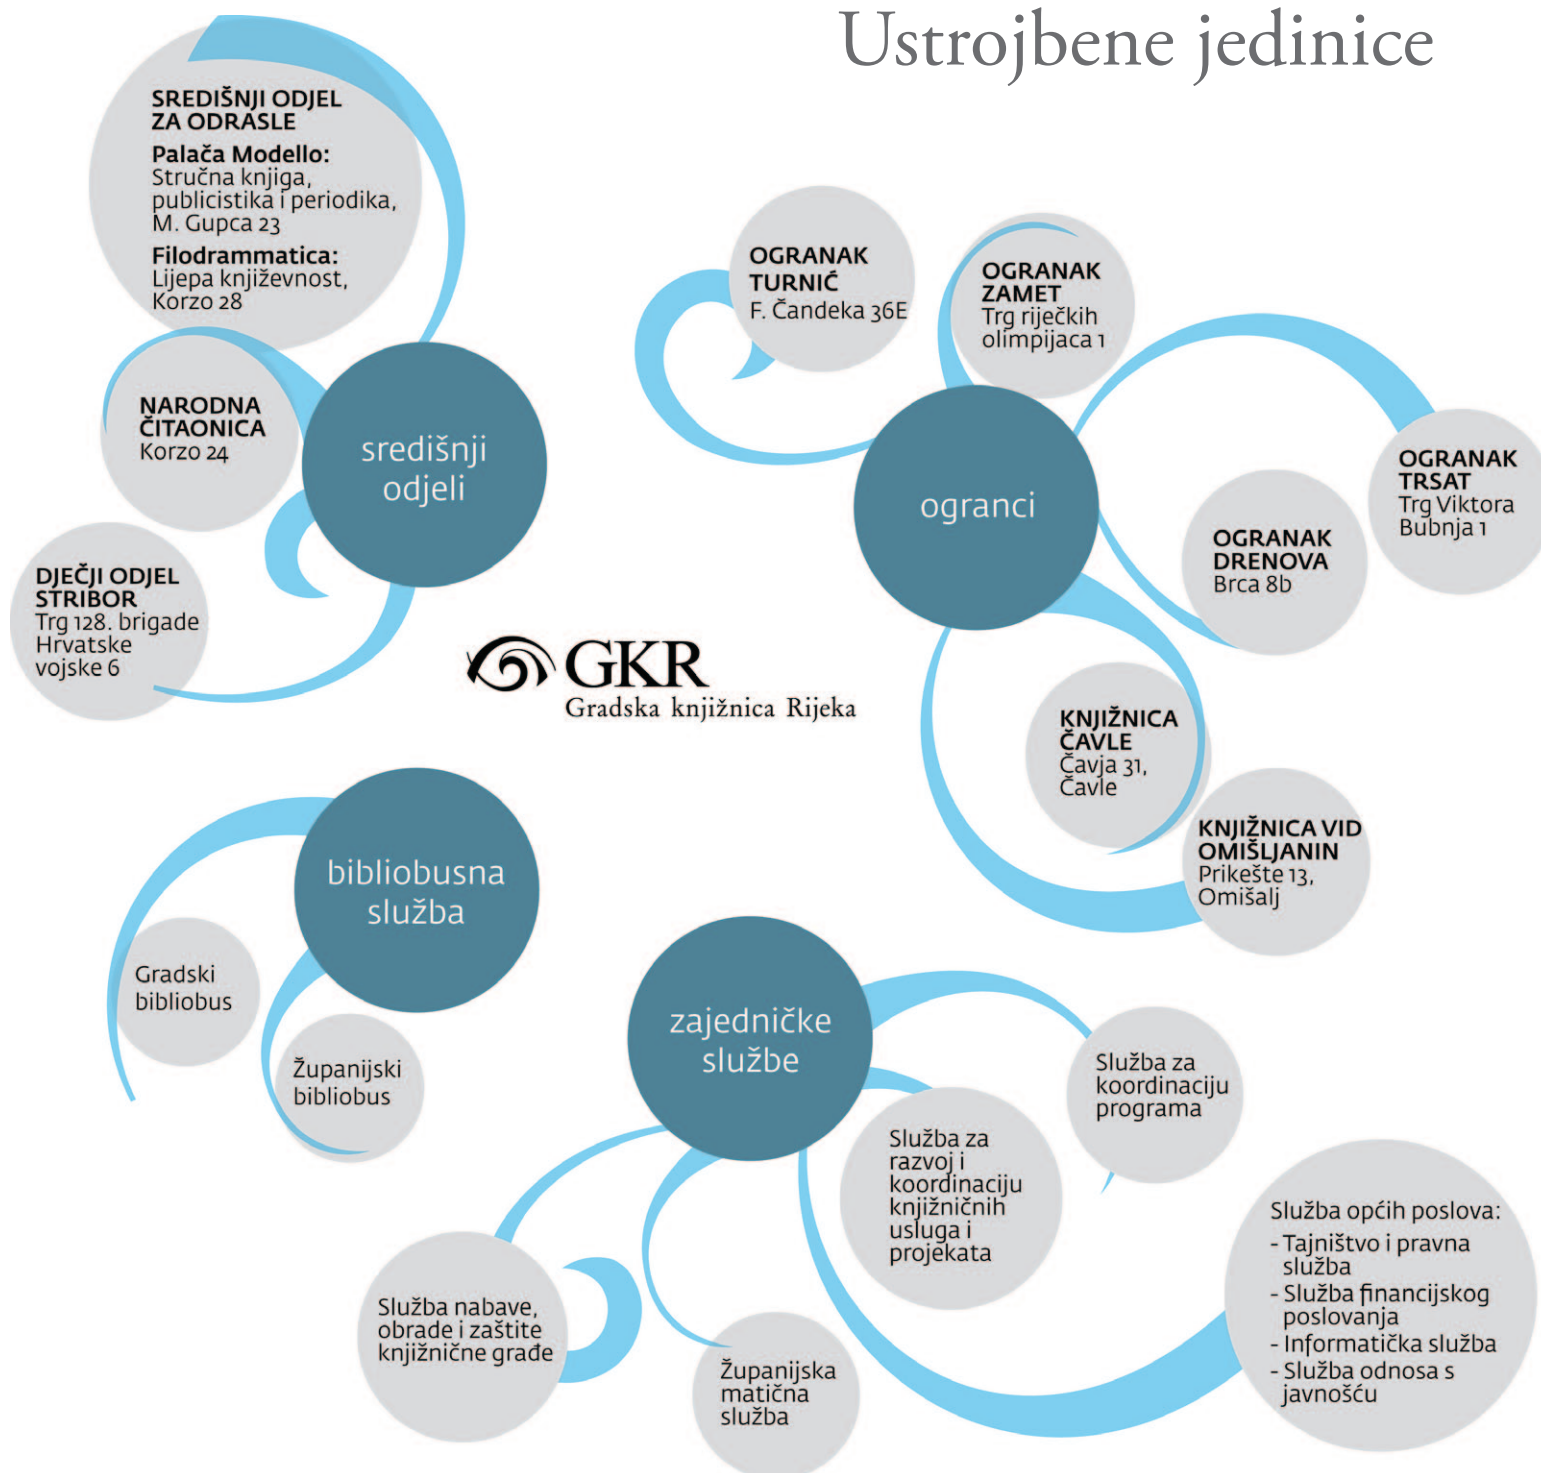 Ustrojbene jedinice
SREDIŠNJI ODJEL
ZA ODRASLE
Palača Modello:
Stručna knjiga,
publicistika i periodika,
M. Gupca 23
Filodrammatica:
Lijepa književnost,
Korzo 28
NARODNA
ČITAONICA
Korzo 24
središnji
odjeli
DJEČJI ODJEL
STRIBOR
Trg 128. brigade
Hrvatske
vojske 6
OGRANAK
TURNIĆ
F. Čandeka 36E
OGRANAK
ZAMET
Trg riječkih
olimpijaca 1
OGRANAK
TRSAT
Trg Viktora
Bubnja 1
ogranci
OGRANAK
DRENOVA
Brca 8b
KNJIŽNICA
ČAVLE
Čavja 31,
Čavle
KNJIŽNICA VID
OMIŠLJANIN
Prikešte 13,
Omišalj
GKR
Gradska knjižnica Rijeka
bibliobusna
služba
Gradski
bibliobus
Županijski
bibliobus
zajedničke
službe
Služba za
koordinaciju
programa
Služba za
razvoj i
koordinaciju
knjižničnih
usluga i
projekata
Služba općih poslova:
- Tajništvo i pravna
služba
- Služba financijskog
poslovanja
- Informatička služba
- Služba odnosa s
javnošću
Služba nabave,
obrade i zaštite
knjižnične građe
Županijska
matična
služba